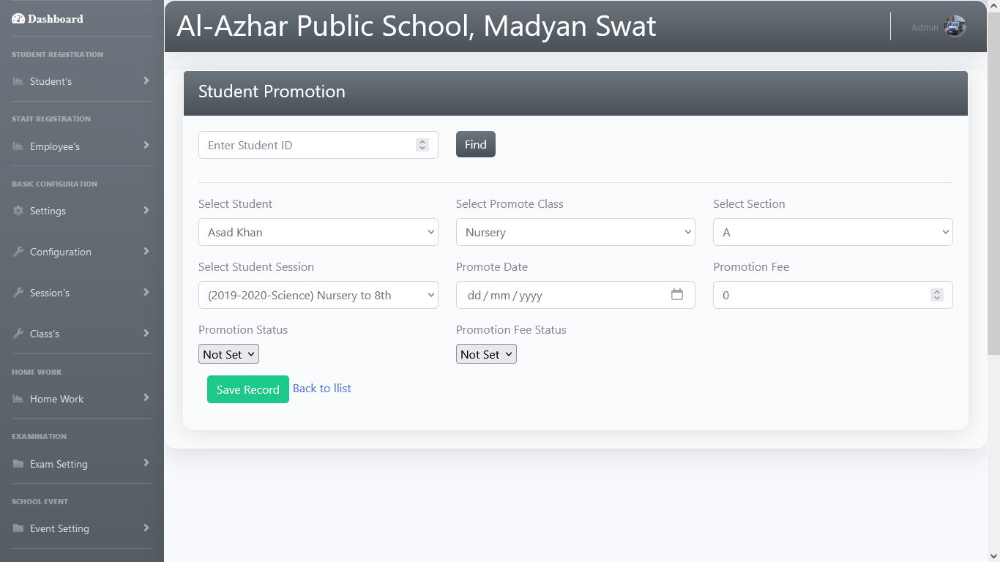 Dashboard
STUDENT REGISTRATION
Student's
STAFF REGISTRATION
Employee's
BASIC CONFIGURATION
Settings
Configuration
Session's
Class's
HOME WORK
Home Work
EXAMINATION
Exam Setting
SCHOOL EVENT
Event Setting
Al-Azhar Public School, Madyan Swat
Admin
Student Promotion
Enter Student ID Find
Select Student Select Promote Class Select Section
Asad Khan Nursery A
Select Student Session Promote Date Promotion Fee
(2019-2020-Science) Nursery to 8th dd/mm/yyyy 0
Promotion Status Promotion Fee Status
Not Set Not Set
Save Record Back to llist